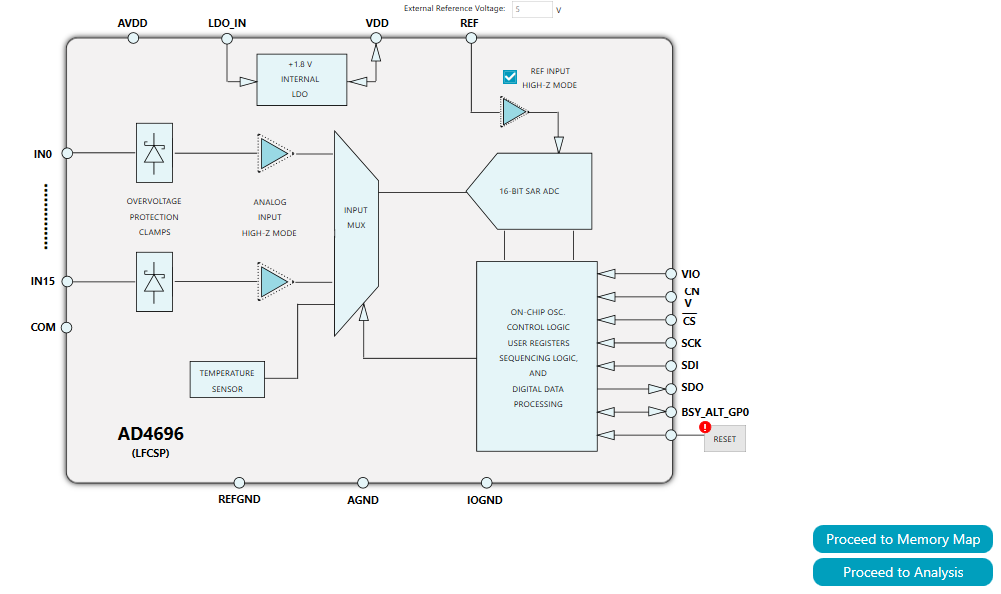 External Reference Voltage: 5 V
AVDD
LDO_IN
VDD
REF
+1.8 V
INTERNAL
LDO
REF INPUT
HIGH-Z MODE
IN0
16-BIT SAR ADC
OVERVOLTAGE
PROTECTION
CLAMPS
ANALOG
INPUT
HIGH-Z MODE
INPUT
MUX
IN15
COM
TEMPERATURE
SENSOR
ON-CHIP OSC.
CONTROL LOGIC
USER REGISTERS
SEQUENCING LOGIC,
AND
DIGITAL DATA
PROCESSING
VIO
CN
V
CS
SCK
SDI
SDO
BSY_ALT_GP0
!
RESET
AD4696
(LFCSP)
REFGND
AGND
IOGND
Proceed to Memory Map
Proceed to Analysis